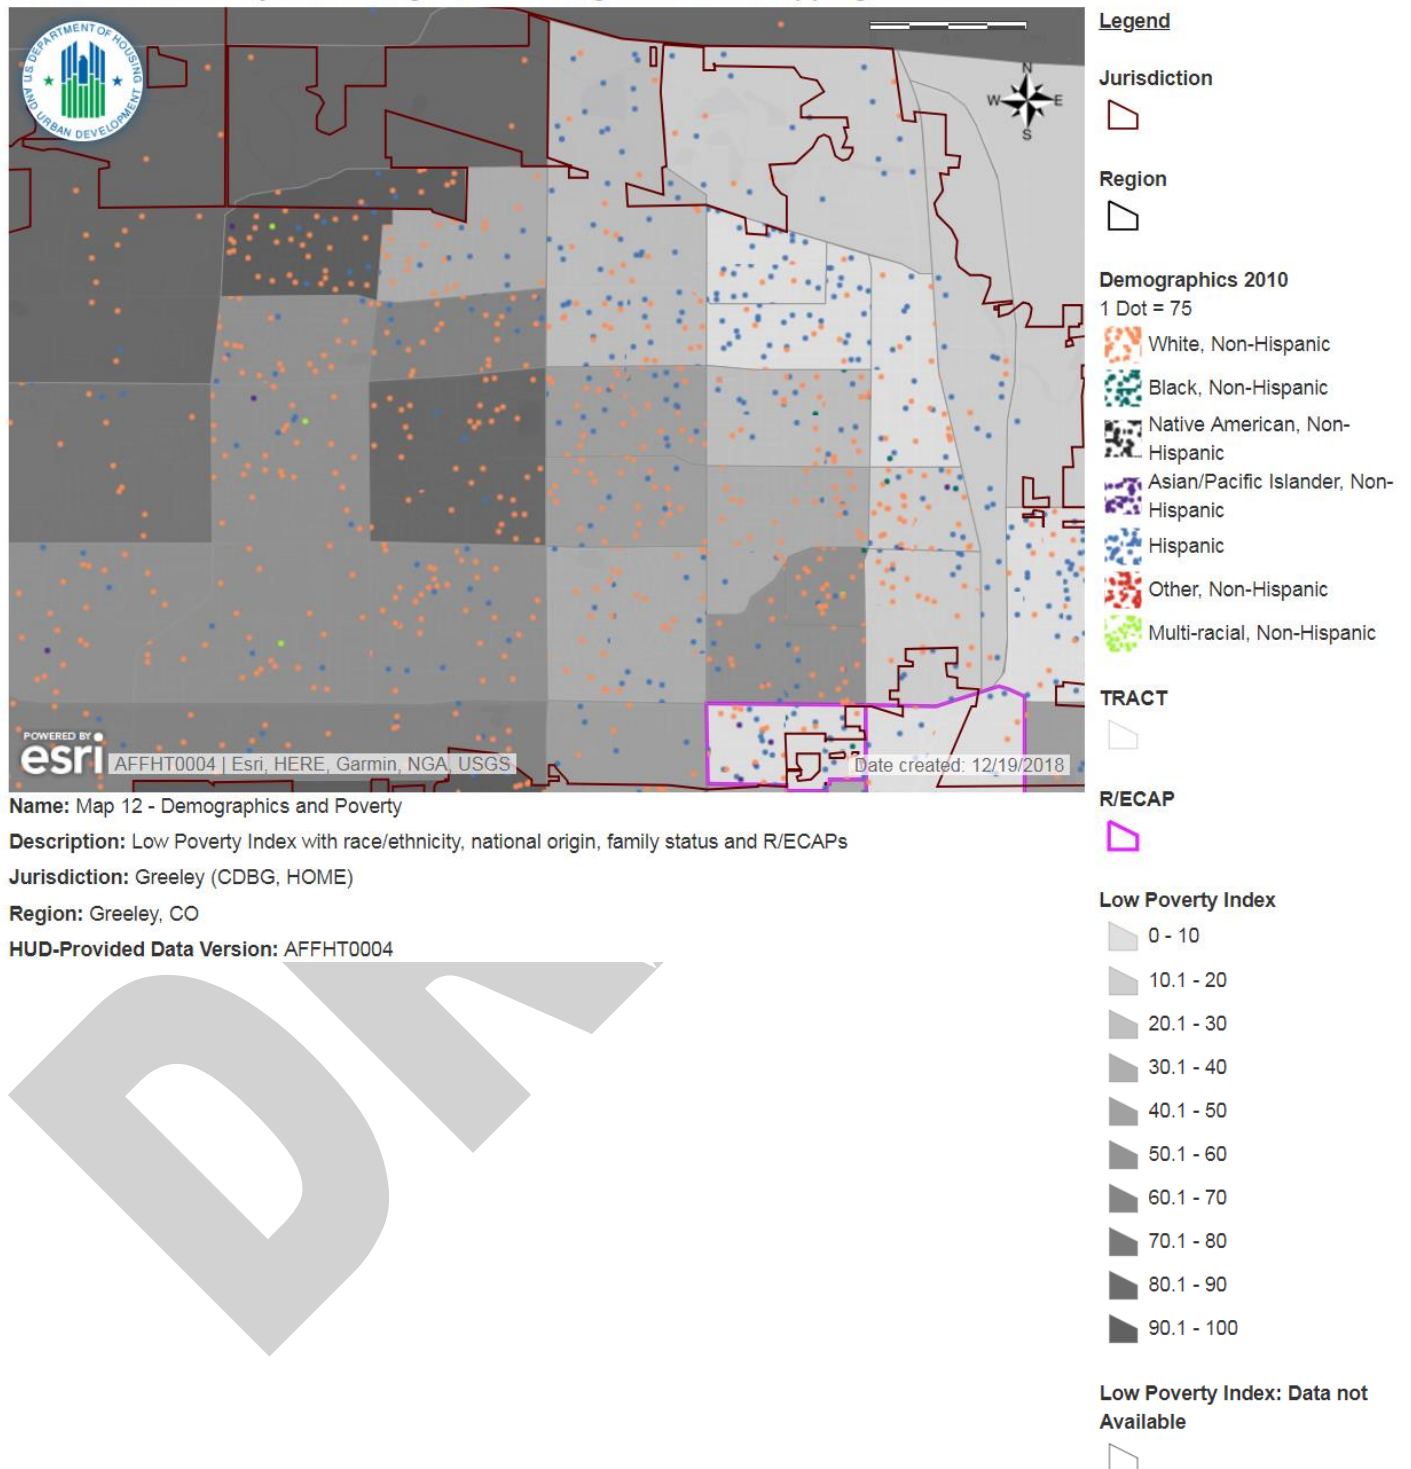 U.S. DEPARTMENT OF HOUSING
AND URBAN DEVELOPMENT
N
W E
S
POWERED BY
esri
AFFHT0004 | Esri, HERE, Garmin, NGA, USGS
Date created: 12/19/2018
Name: Map 12 - Demographics and Poverty
Description: Low Poverty Index with race/ethnicity, national origin, family status and R/ECAPs
Jurisdiction: Greeley (CDBG, HOME)
Region: Greeley, CO
HUD-Provided Data Version: AFFHT0004
Legend
Jurisdiction
Region
Demographics 2010
1 Dot = 75
White, Non-Hispanic
Black, Non-Hispanic
Native American, Non-
Hispanic
Asian/Pacific Islander, Non-
Hispanic
Hispanic
Other, Non-Hispanic
Multi-racial, Non-Hispanic
TRACT
R/ECAP
Low Poverty Index
0 - 10
10.1 - 20
20.1 - 30
30.1 - 40
40.1 - 50
50.1 - 60
60.1 - 70
70.1 - 80
80.1 - 90
90.1 - 100
Low Poverty Index: Data not
Available